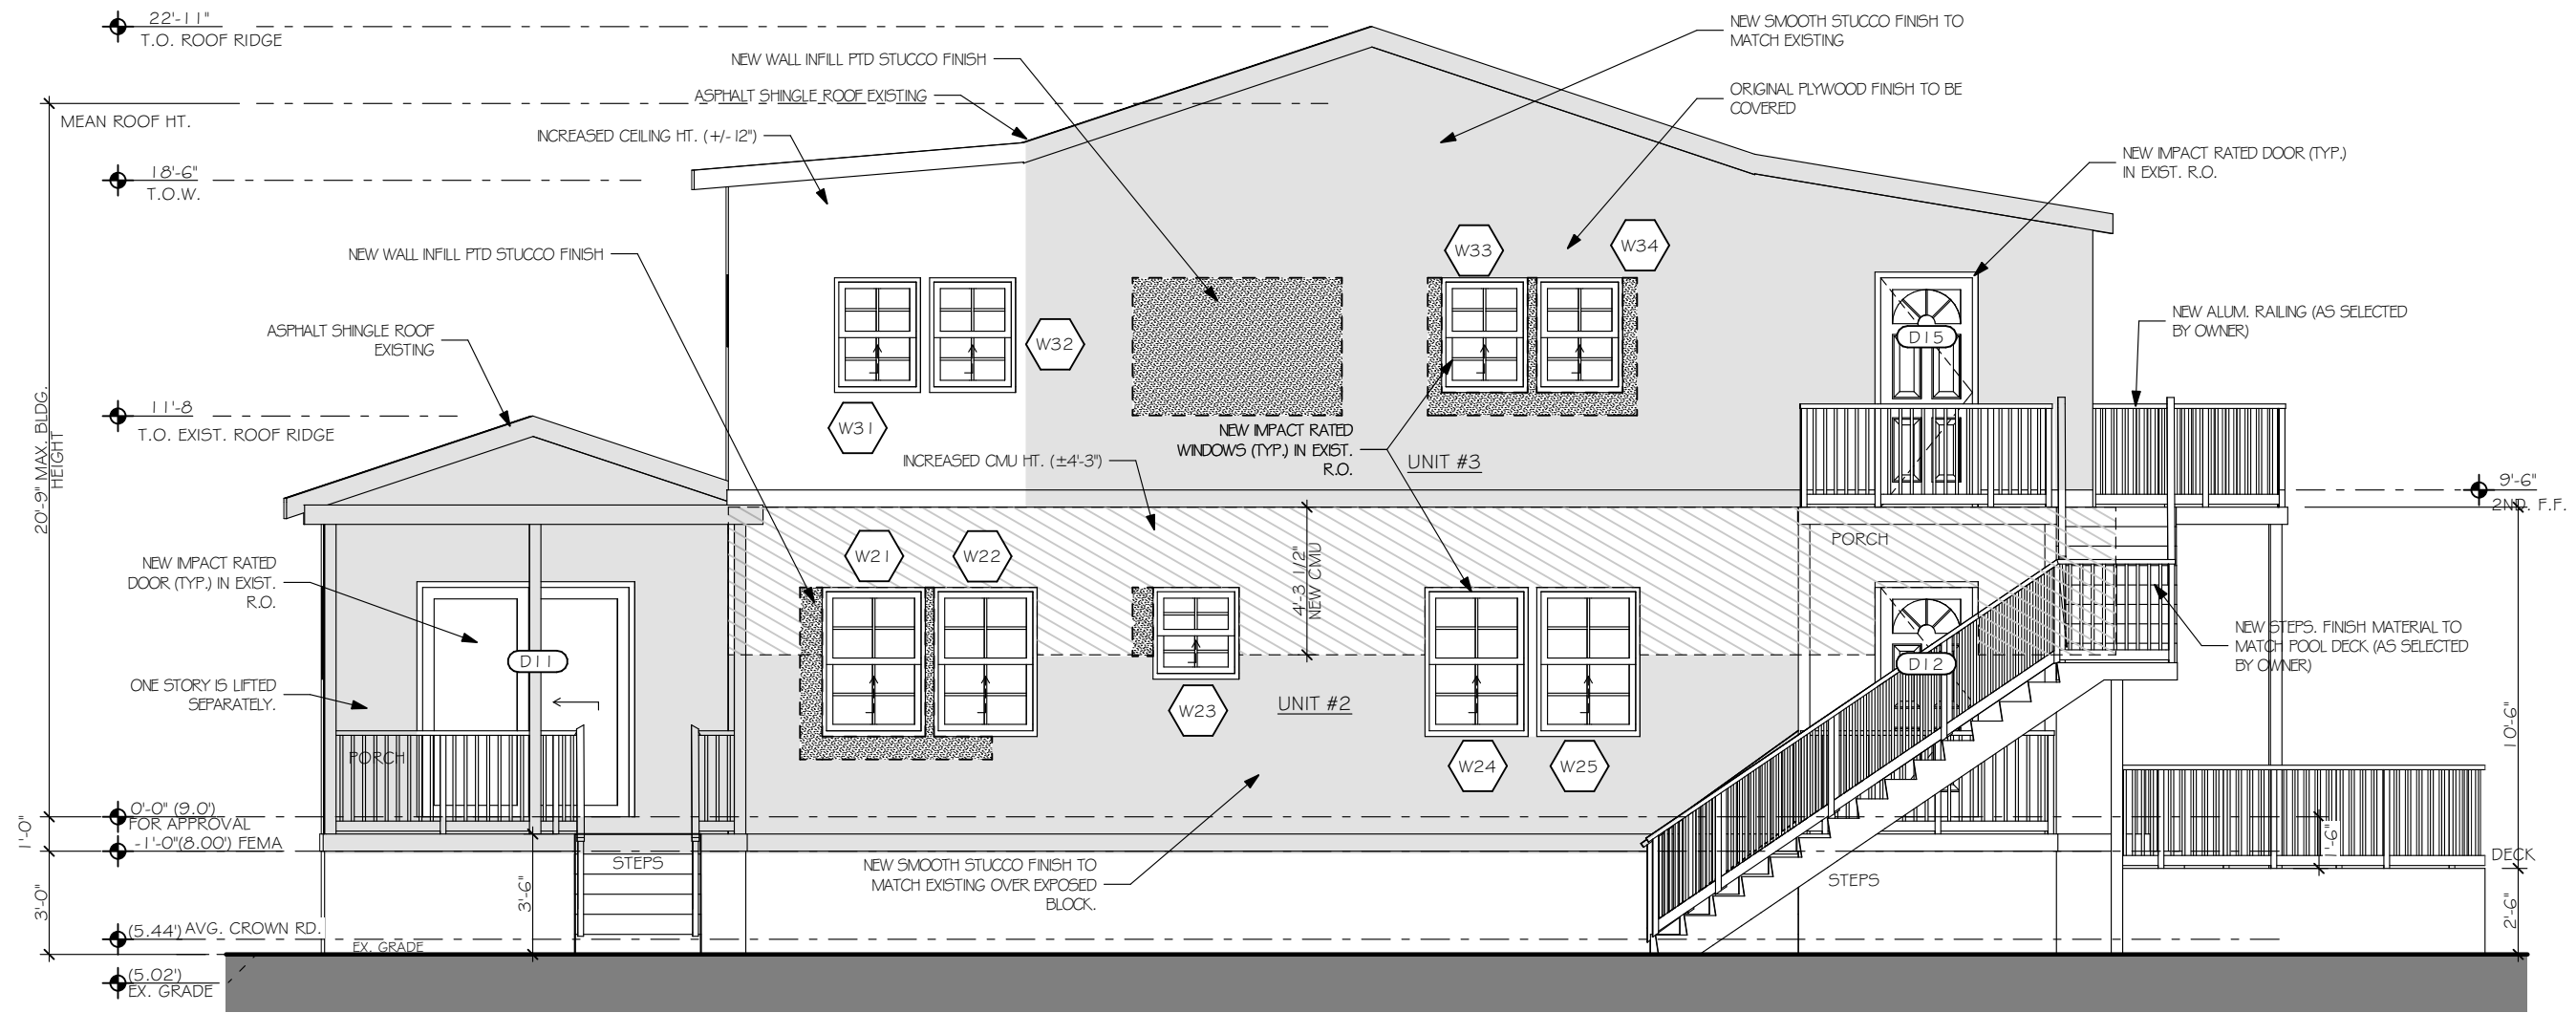 22'-11"
T.O. ROOF RIDGE
NEW SMOOTH STUCCO FINISH TO
MATCH EXISTING
NEW WALL INFILL PTD STUCCO FINISH
ASPHALT SHINGLE ROOF EXISTING
ORIGINAL PLYWOOD FINISH TO BE
COVERED
MEAN ROOF HT.
INCREASED CEILING HT. (+/-12")
NEW IMPACT RATED DOOR (TYP.)
IN EXIST. R.O.
18'-6"
T.O.W.
NEW WALL INFILL PTD STUCCO FINISH
W33
W34
ASPHALT SHINGLE ROOF
EXISTING
W32
D15
NEW ALUM. RAILING (AS SELECTED
BY OWNER)
11'-8
T.O. EXIST. ROOF RIDGE
W31
20'-9" MAX. BLDG.
HEIGHT
NEW IMPACT RATED
WINDOWS (TYP.) IN EXIST.
R.O.
UNIT #3
INCREASED CMU HT. (±4'-3")
9'-6"
2ND. F.F.
W21
W22
PORCH
NEW IMPACT RATED
DOOR (TYP.) IN EXIST.
R.O.
4'-3 1/2"
NEW CMU
D11
D12
NEW STEPS. FINISH MATERIAL TO
MATCH POOL DECK (AS SELECTED
BY OWNER)
ONE STORY IS LIFTED
SEPARATELY.
W23
UNIT #2
10'-6"
PORCH
W24
W25
0'-0" (9.0')
FOR APPROVAL
-1'-0"(8.00') FEMA
1'-0"
1'-6"
DECK
STEPS
NEW SMOOTH STUCCO FINISH TO
MATCH EXISTING OVER EXPOSED
BLOCK.
STEPS
3'-0"
3'-6"
2'-6"
(5.44') AVG. CROWN RD.
EX. GRADE
(5.02')
EX. GRADE